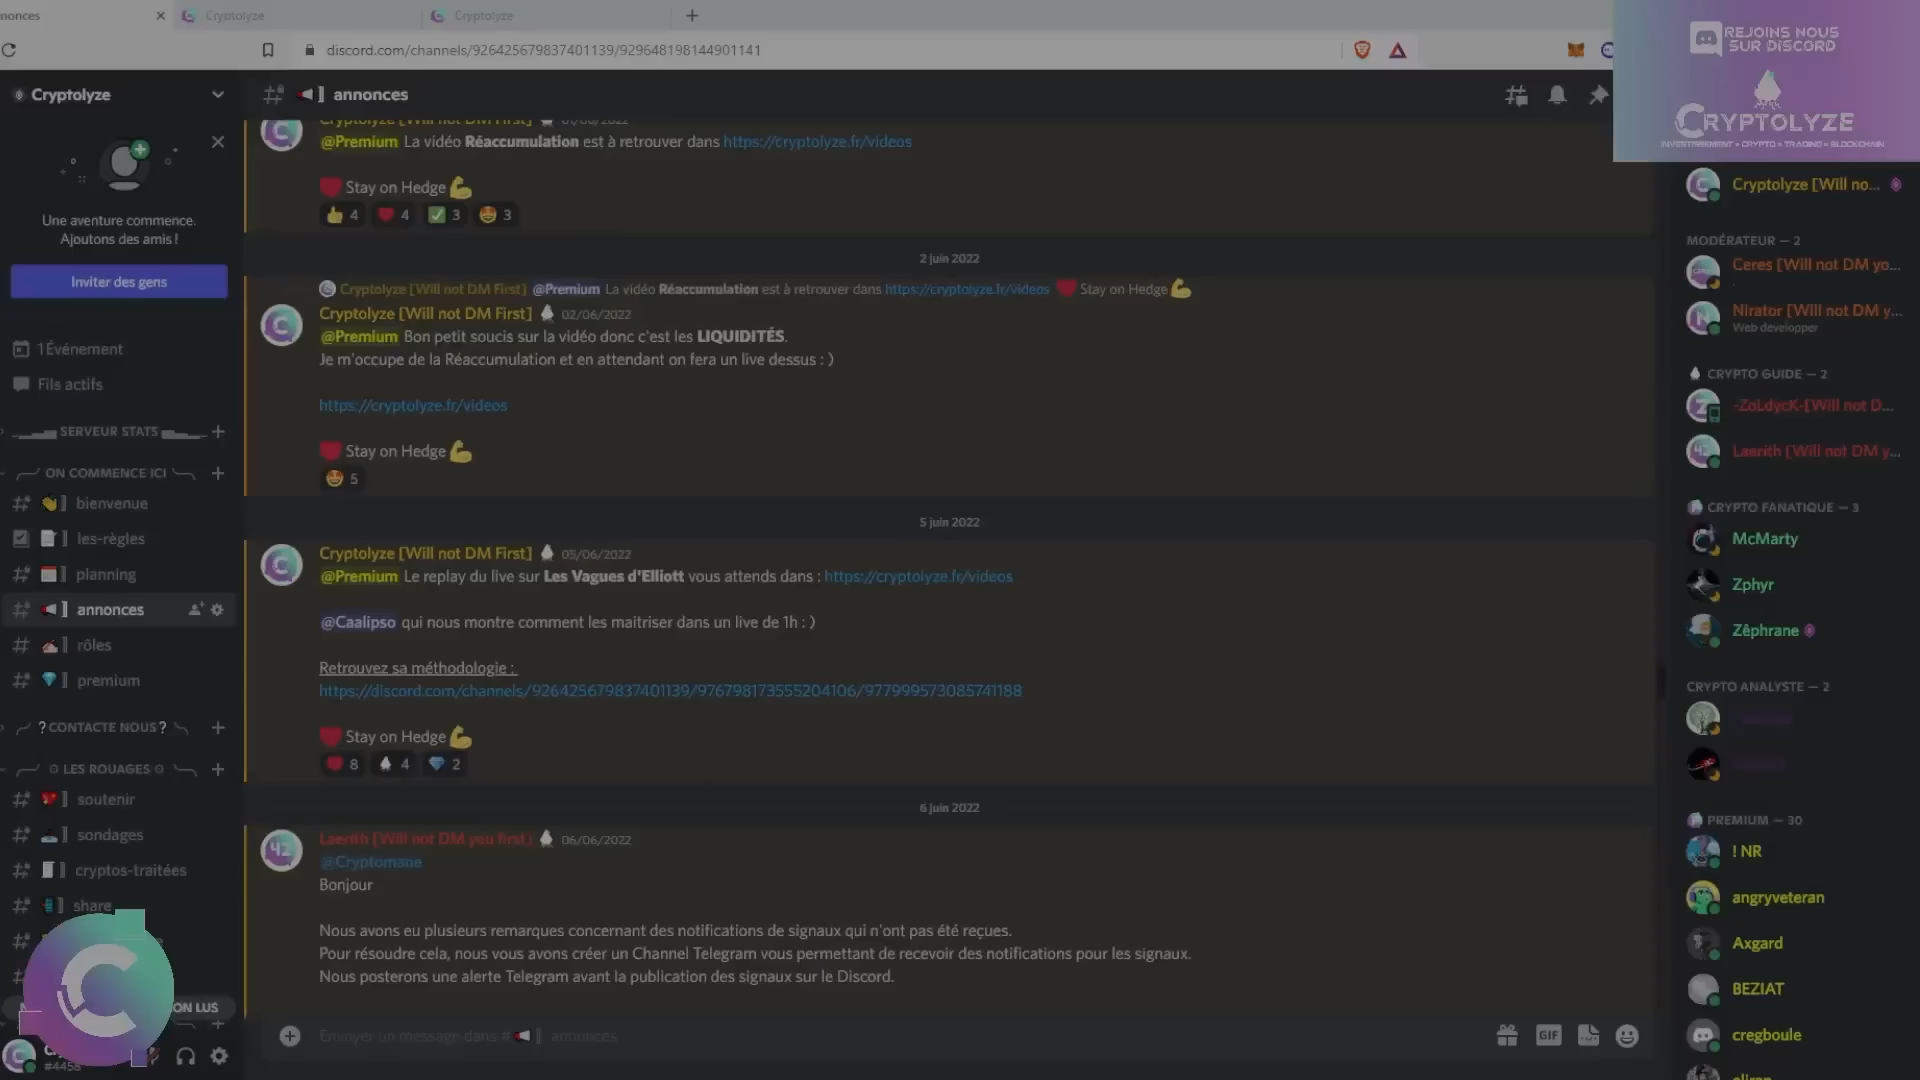 nonces
Cryptolyze
Cryptolyze
discord.com/channels/926425679837401139/929648198144901141
REJOINS NOUS
SUR DISCORD
CRYPTOLYZE
INVESTISSEMENT • CRYPTO • TRADING • BLOCKCHAIN
Cryptolyze
Une aventure commence.
Ajoutons des amis !
Inviter des gens
1 Événement
Fils actifs
SERVEUR STATS
ON COMMENCE ICI
bienvenue
les-règles
planning
annonces
rôles
premium
?CONTACTE NOUS?
LES ROUAGES
soutenir
sondages
cryptos-traitées
share
ON LUS
#4458
annonces
Cryptolyze [Will not DM First] 01/06/2022
@Premium La vidéo Réaccumulation est à retrouver dans https://cryptolyze.fr/videos
Stay on Hedge
4 4 3 3
2 juin 2022
Cryptolyze [Will not DM First] @Premium La vidéo Réaccumulation est à retrouver dans https://cryptolyze.fr/videos Stay on Hedge
Cryptolyze [Will not DM First] 02/06/2022
@Premium Bon petit soucis sur la vidéo donc c'est les LIQUIDITÉS.
Je m'occupe de la Réaccumulation et en attendant on fera un live dessus : )
https://cryptolyze.fr/videos
Stay on Hedge
5
5 juin 2022
Cryptolyze [Will not DM First] 05/06/2022
@Premium Le replay du live sur Les Vagues d'Elliott vous attends dans : https://cryptolyze.fr/videos
@Caalipso qui nous montre comment les maitriser dans un live de 1h : )
Retrouvez sa méthodologie :
https://discord.com/channels/926425679837401139/976798173555204106/977999573085741188
Stay on Hedge
8 4 2
6 juin 2022
Laerith [Will not DM you first] 06/06/2022
@Cryptomane
Bonjour
Nous avons eu plusieurs remarques concernant des notifications de signaux qui n'ont pas été reçues.
Pour résoudre cela, nous vous avons créer un Channel Telegram vous permettant de recevoir des notifications pour les signaux.
Nous posterons une alerte Telegram avant la publication des signaux sur le Discord.
Envoyer un message dans # annonces
GIF
Cryptolyze [Will no...
MODÉRATEUR — 2
Ceres [Will not DM yo...
Nirator [Will not DM y...
Web developper
CRYPTO GUIDE — 2
-ZoLdycK-[Will not D...
Laerith [Will not DM y...
CRYPTO FANATIQUE — 3
McMarty
Zphyr
Zêphrane
CRYPTO ANALYSTE — 2
PREMIUM — 30
! NR
angryveteran
Axgard
BEZIAT
cregboule